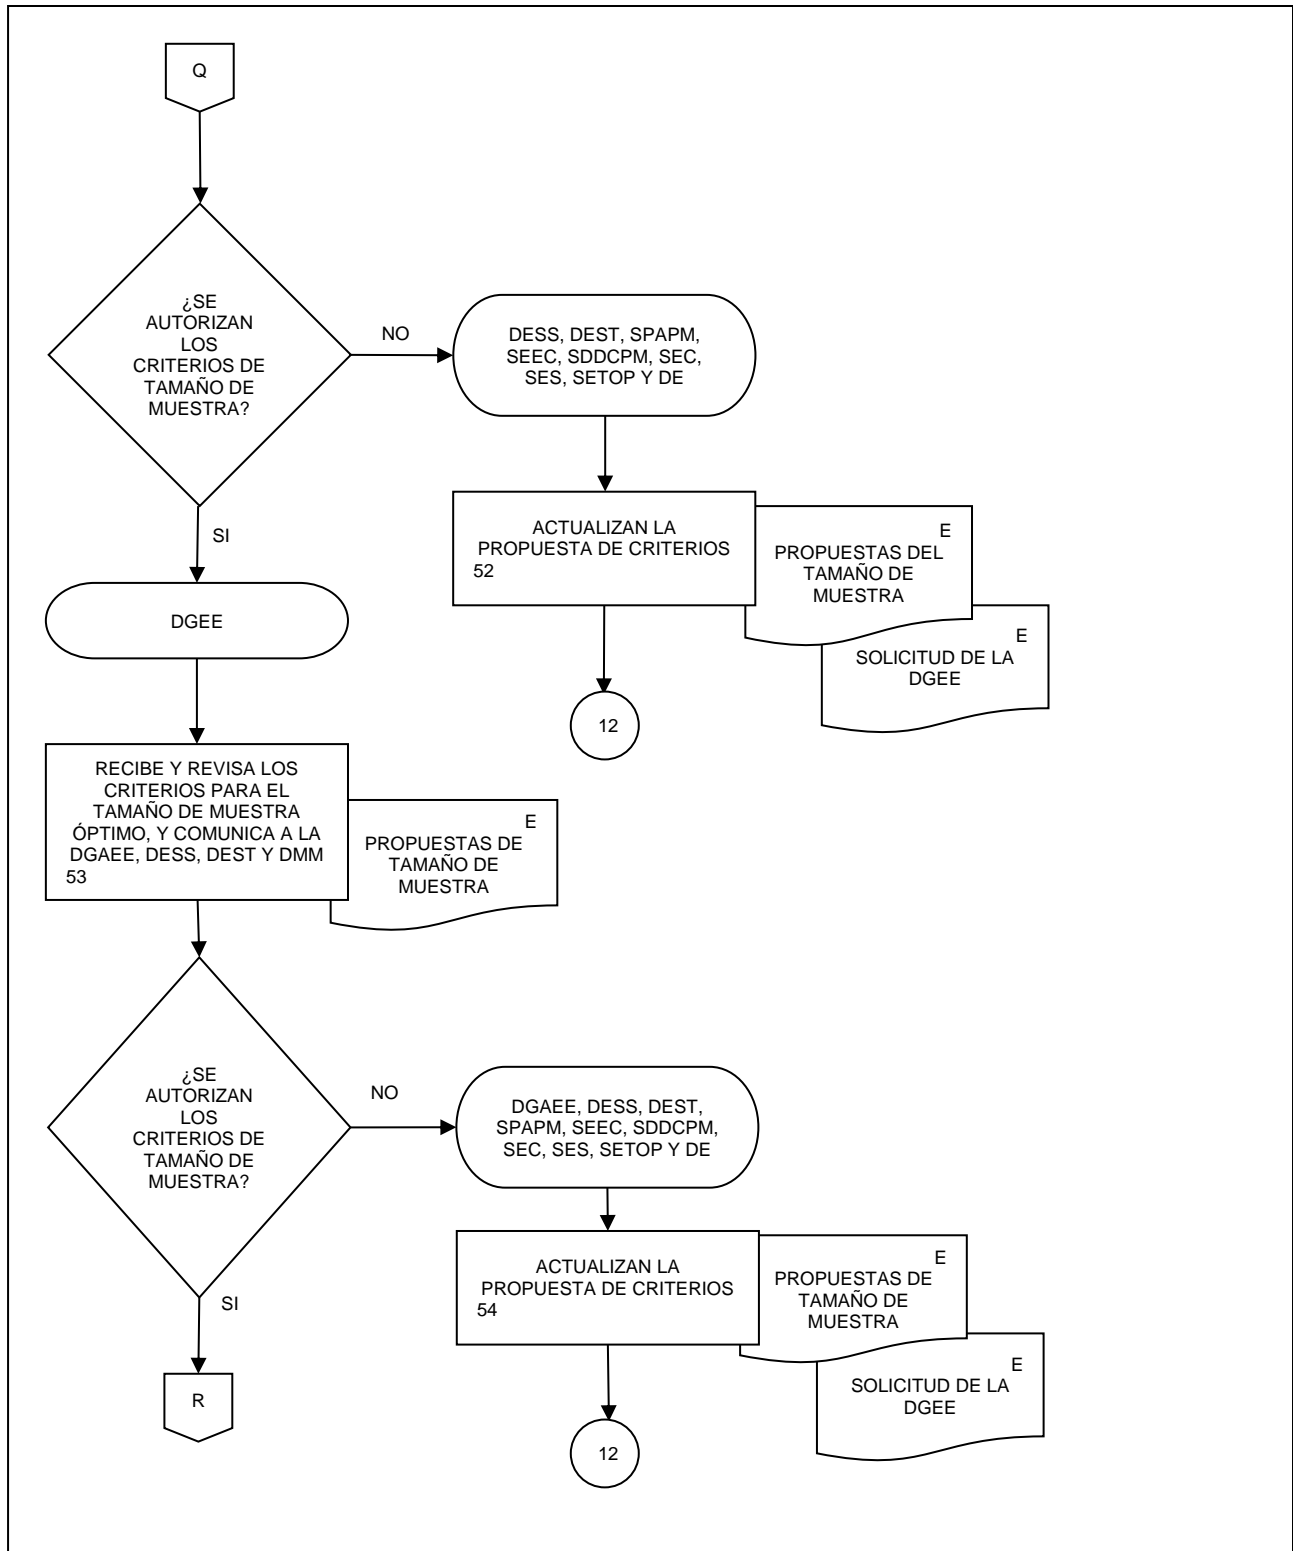 Q
¿SE
AUTORIZAN
LOS
CRITERIOS DE
TAMAÑO DE
MUESTRA?
NO
DESS, DEST, SPAPM,
SEEC, SDDCPM, SEC,
SES, SETOP Y DE
ACTUALIZAN LA
PROPUESTA DE CRITERIOS
52
E
PROPUESTAS DEL
TAMAÑO DE
MUESTRA
E
SOLICITUD DE LA
DGEE
12
SI
DGEE
RECIBE Y REVISA LOS
CRITERIOS PARA EL
TAMAÑO DE MUESTRA
ÓPTIMO, Y COMUNICA A LA
DGAEE, DESS, DEST Y DMM
53
E
PROPUESTAS DE
TAMAÑO DE
MUESTRA
¿SE
AUTORIZAN
LOS
CRITERIOS DE
TAMAÑO DE
MUESTRA?
NO
DGAEE, DESS, DEST,
SPAPM, SEEC, SDDCPM,
SEC, SES, SETOP Y DE
ACTUALIZAN LA
PROPUESTA DE CRITERIOS
54
E
PROPUESTAS DE
TAMAÑO DE
MUESTRA
E
SOLICITUD DE LA
DGEE
12
SI
R